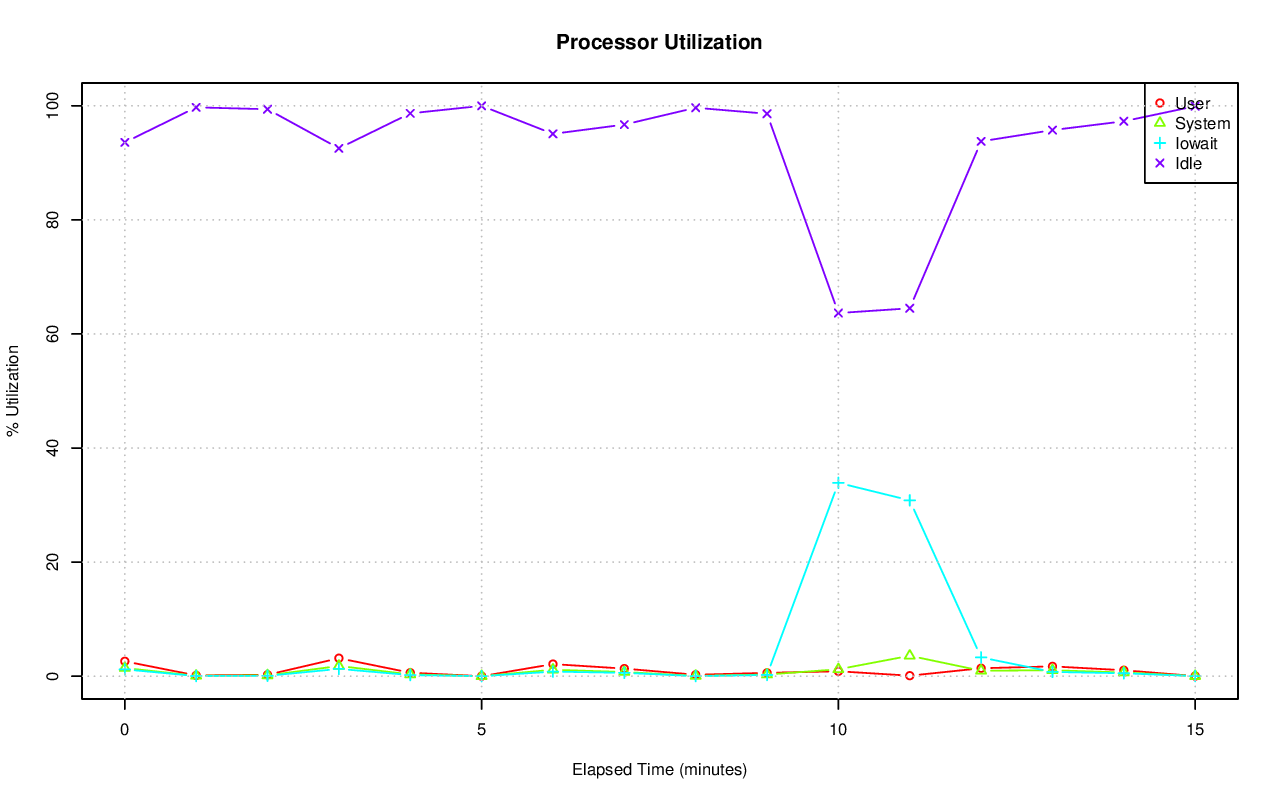 Processor Utilization
100
80
60
40
20
0
% Utilization
User
System
Iowait
Idle
0 5 10 15
Elapsed Time (minutes)